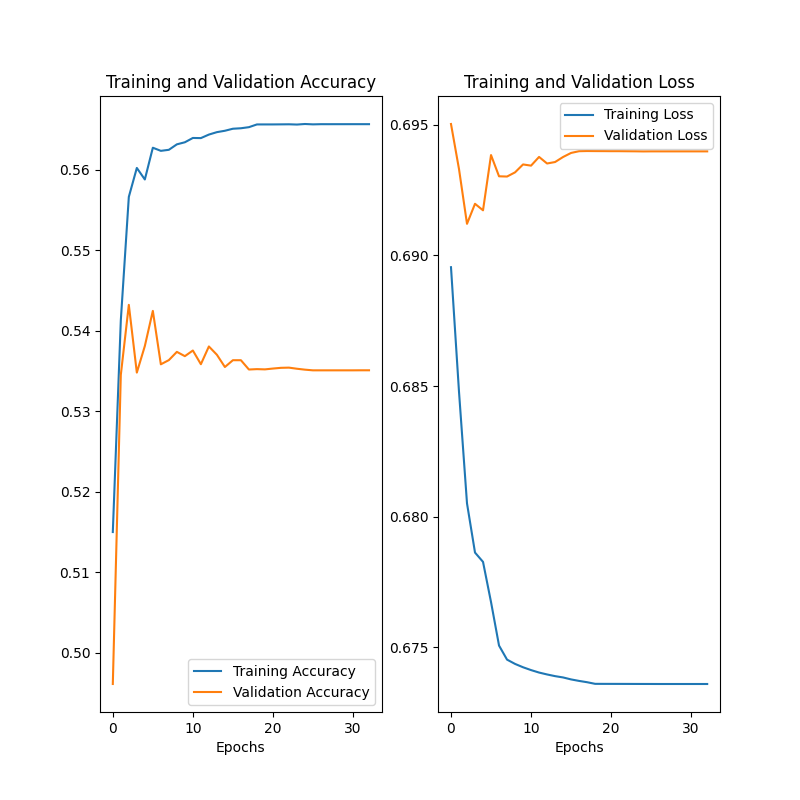 Training and Validation Accuracy
0.56
0.55
0.54
0.53
0.52
0.51
0.50
Training Accuracy
Validation Accuracy
0 10 20 30
Epochs
Training and Validation Loss
Training Loss
Validation Loss
0.695
0.690
0.685
0.680
0.675
0 10 20 30
Epochs